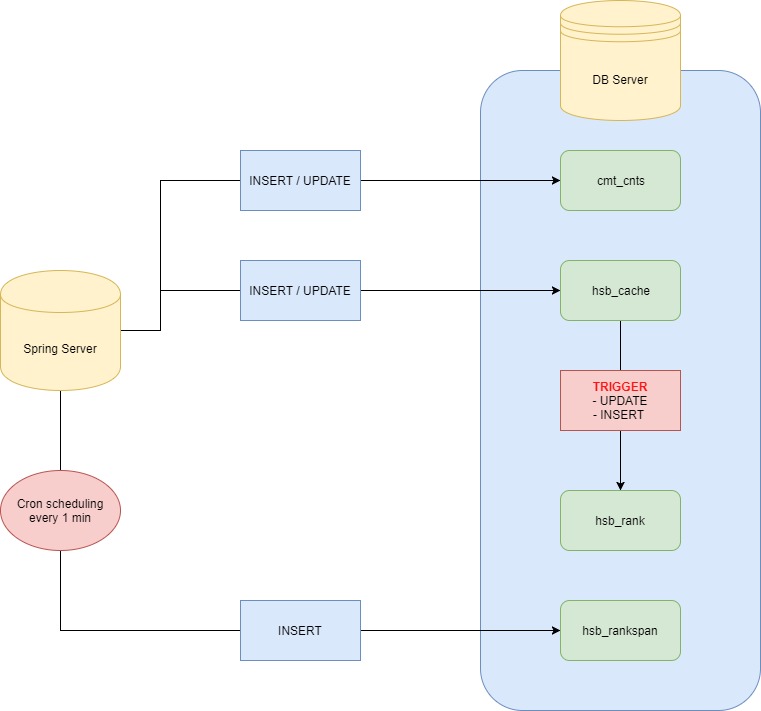 DB Server
INSERT / UPDATE
cmt_cnts
INSERT / UPDATE
hsb_cache
Spring Server
TRIGGER
- UPDATE
- INSERT
Cron scheduling
every 1 min
hsb_rank
INSERT
hsb_rankspan